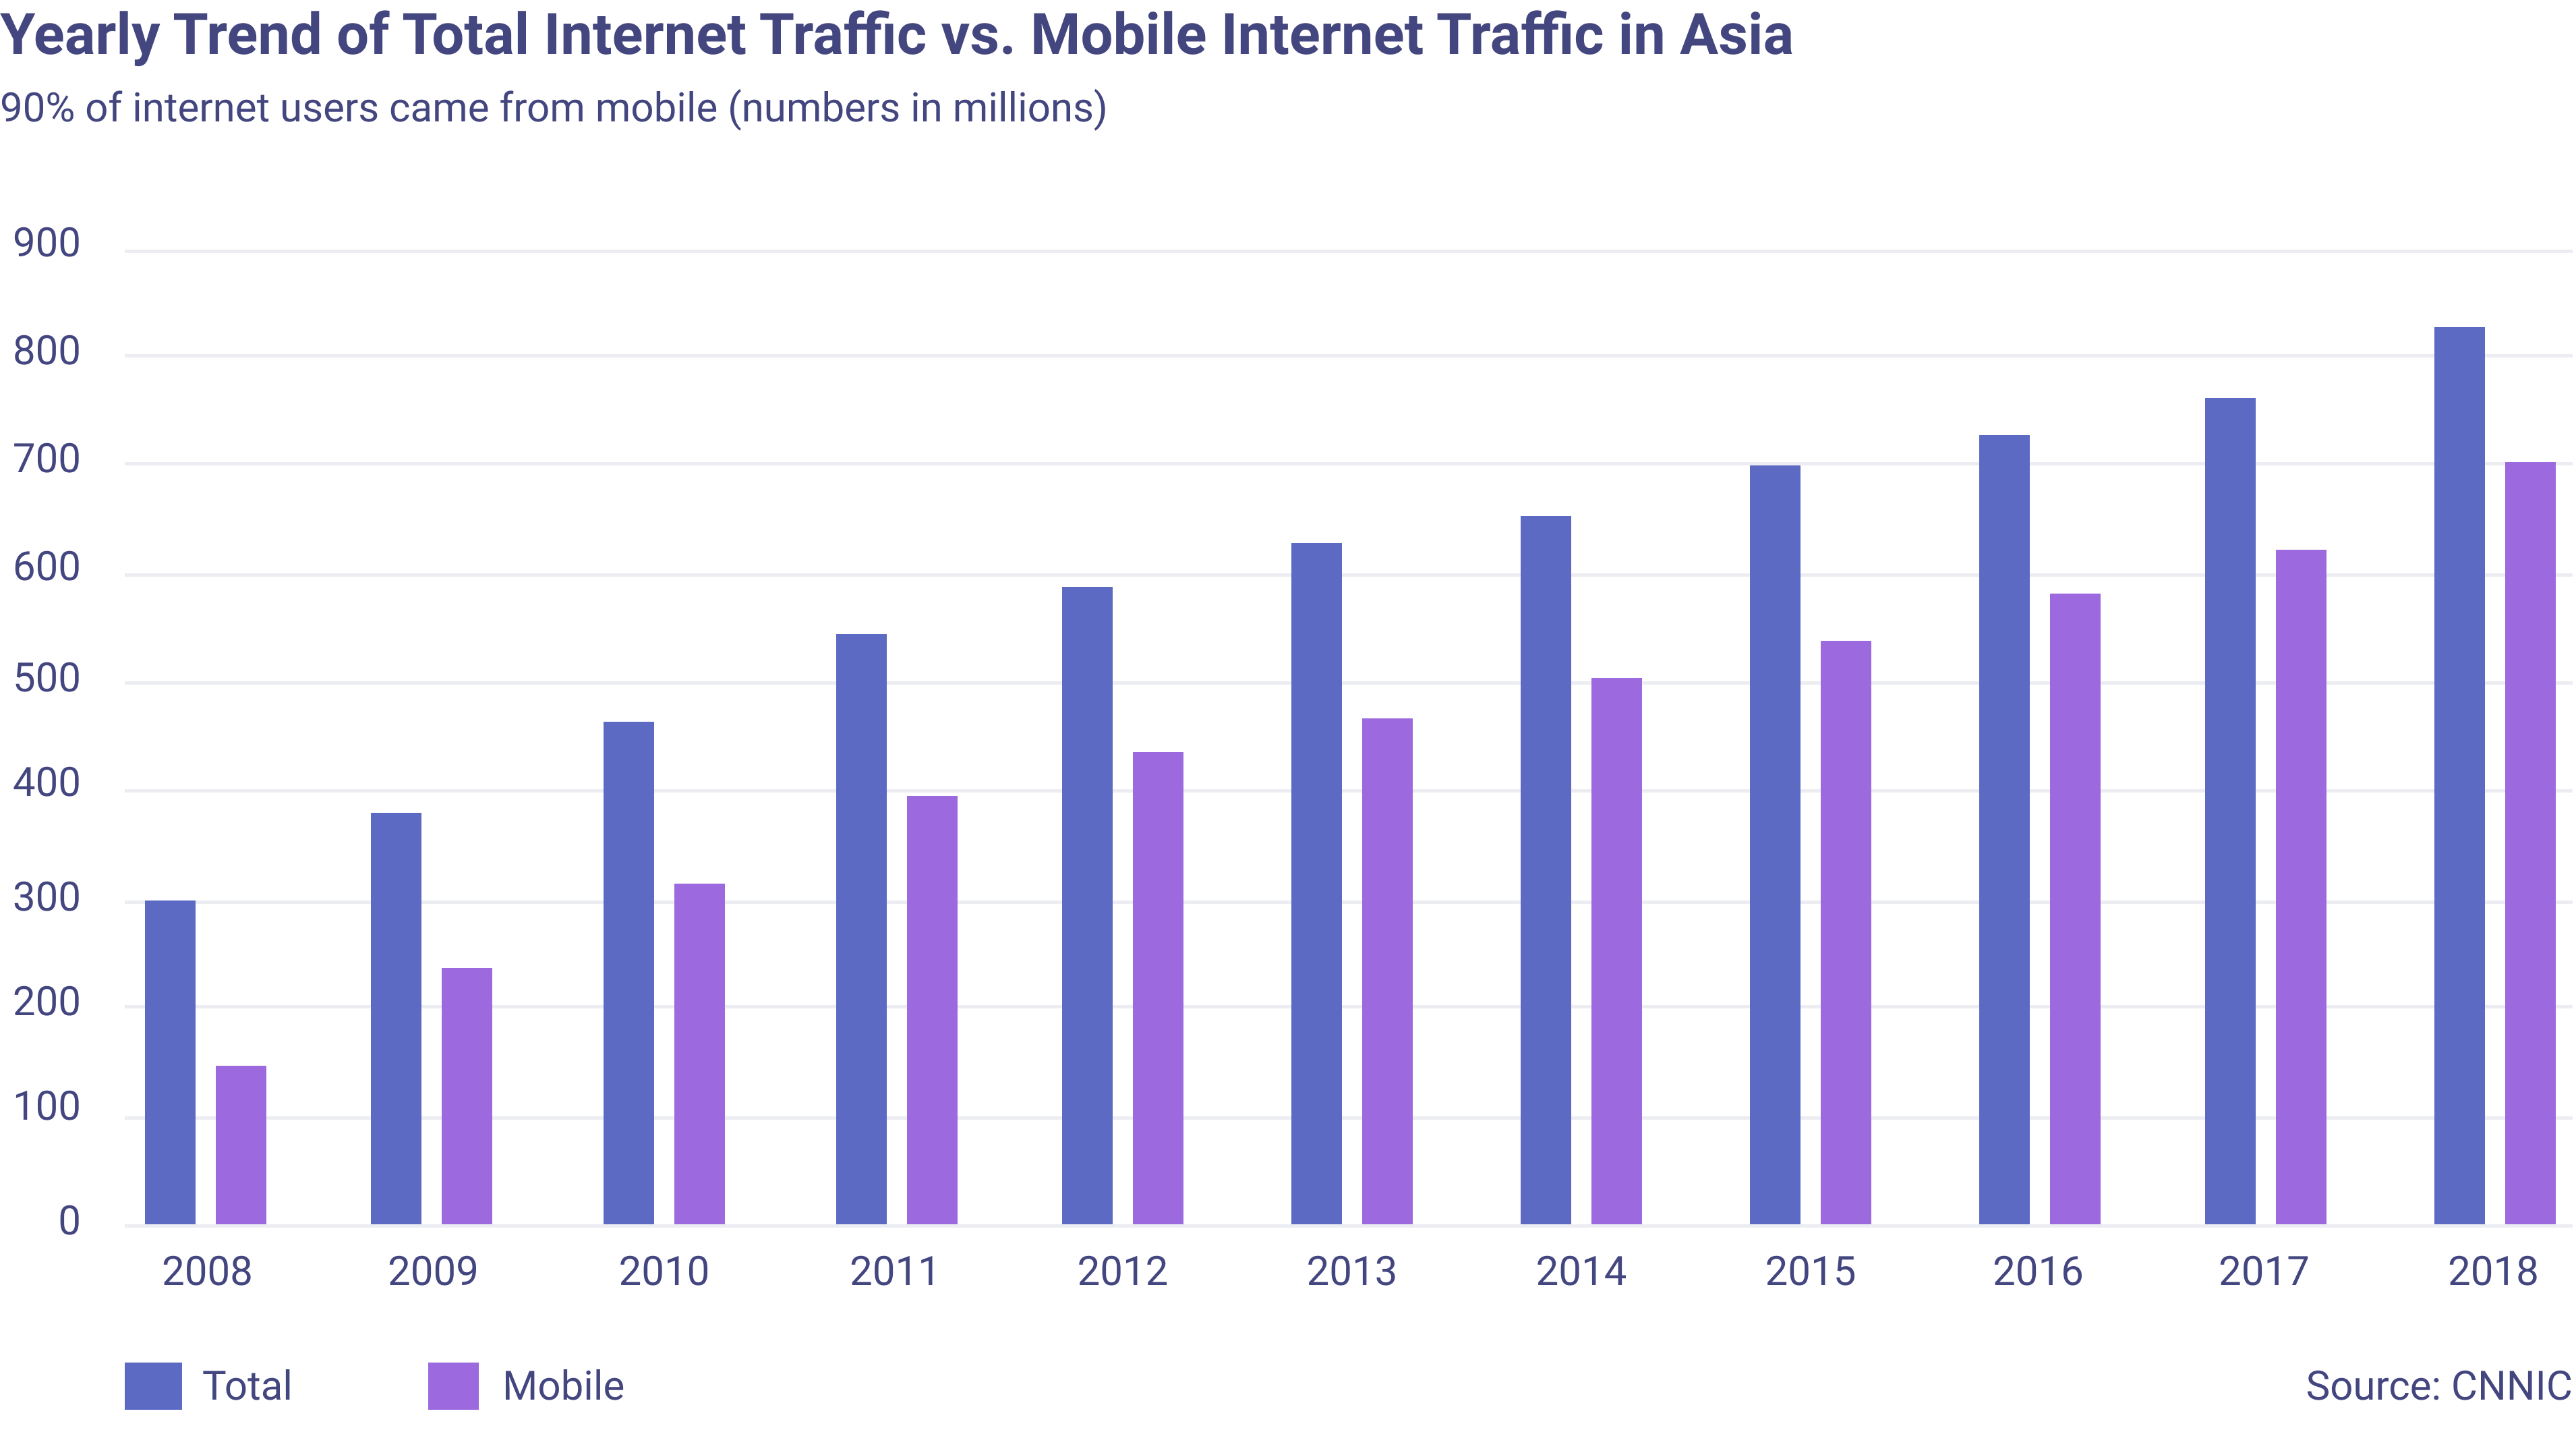 Yearly Trend of Total Internet Traffic vs. Mobile Internet Traffic in Asia
90% of internet users came from mobile (numbers in millions)
900
800
700
600
500
400
300
200
100
0
2008 2009 2010 2011 2012 2013 2014 2015 2016 2017 2018
Total Mobile Source: CNNIC